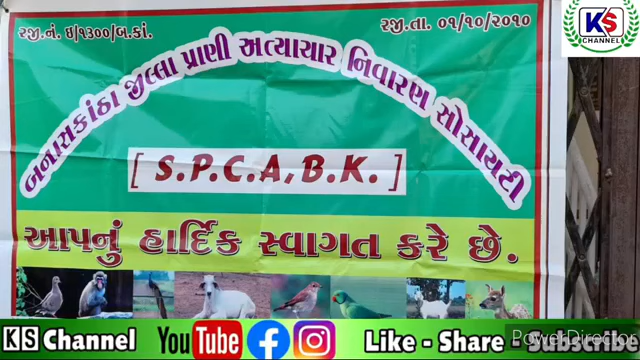 રજી.નં. ઇ/૧૩૦૦/બ.કાં.
રજી.તા. ૦૧/૧૦/૨૦૧૦
KS
CHANNEL
બનાસકાંઠા જીલ્લા પ્રાણી અત્યાચાર નિવારણ સોસાયટી
[ S.P.C.A,B.K. ]
આપનું હાર્દિક સ્વાગત કરે છે.
KS Channel YouTube Like - Share - Subscribe
PowerDirector